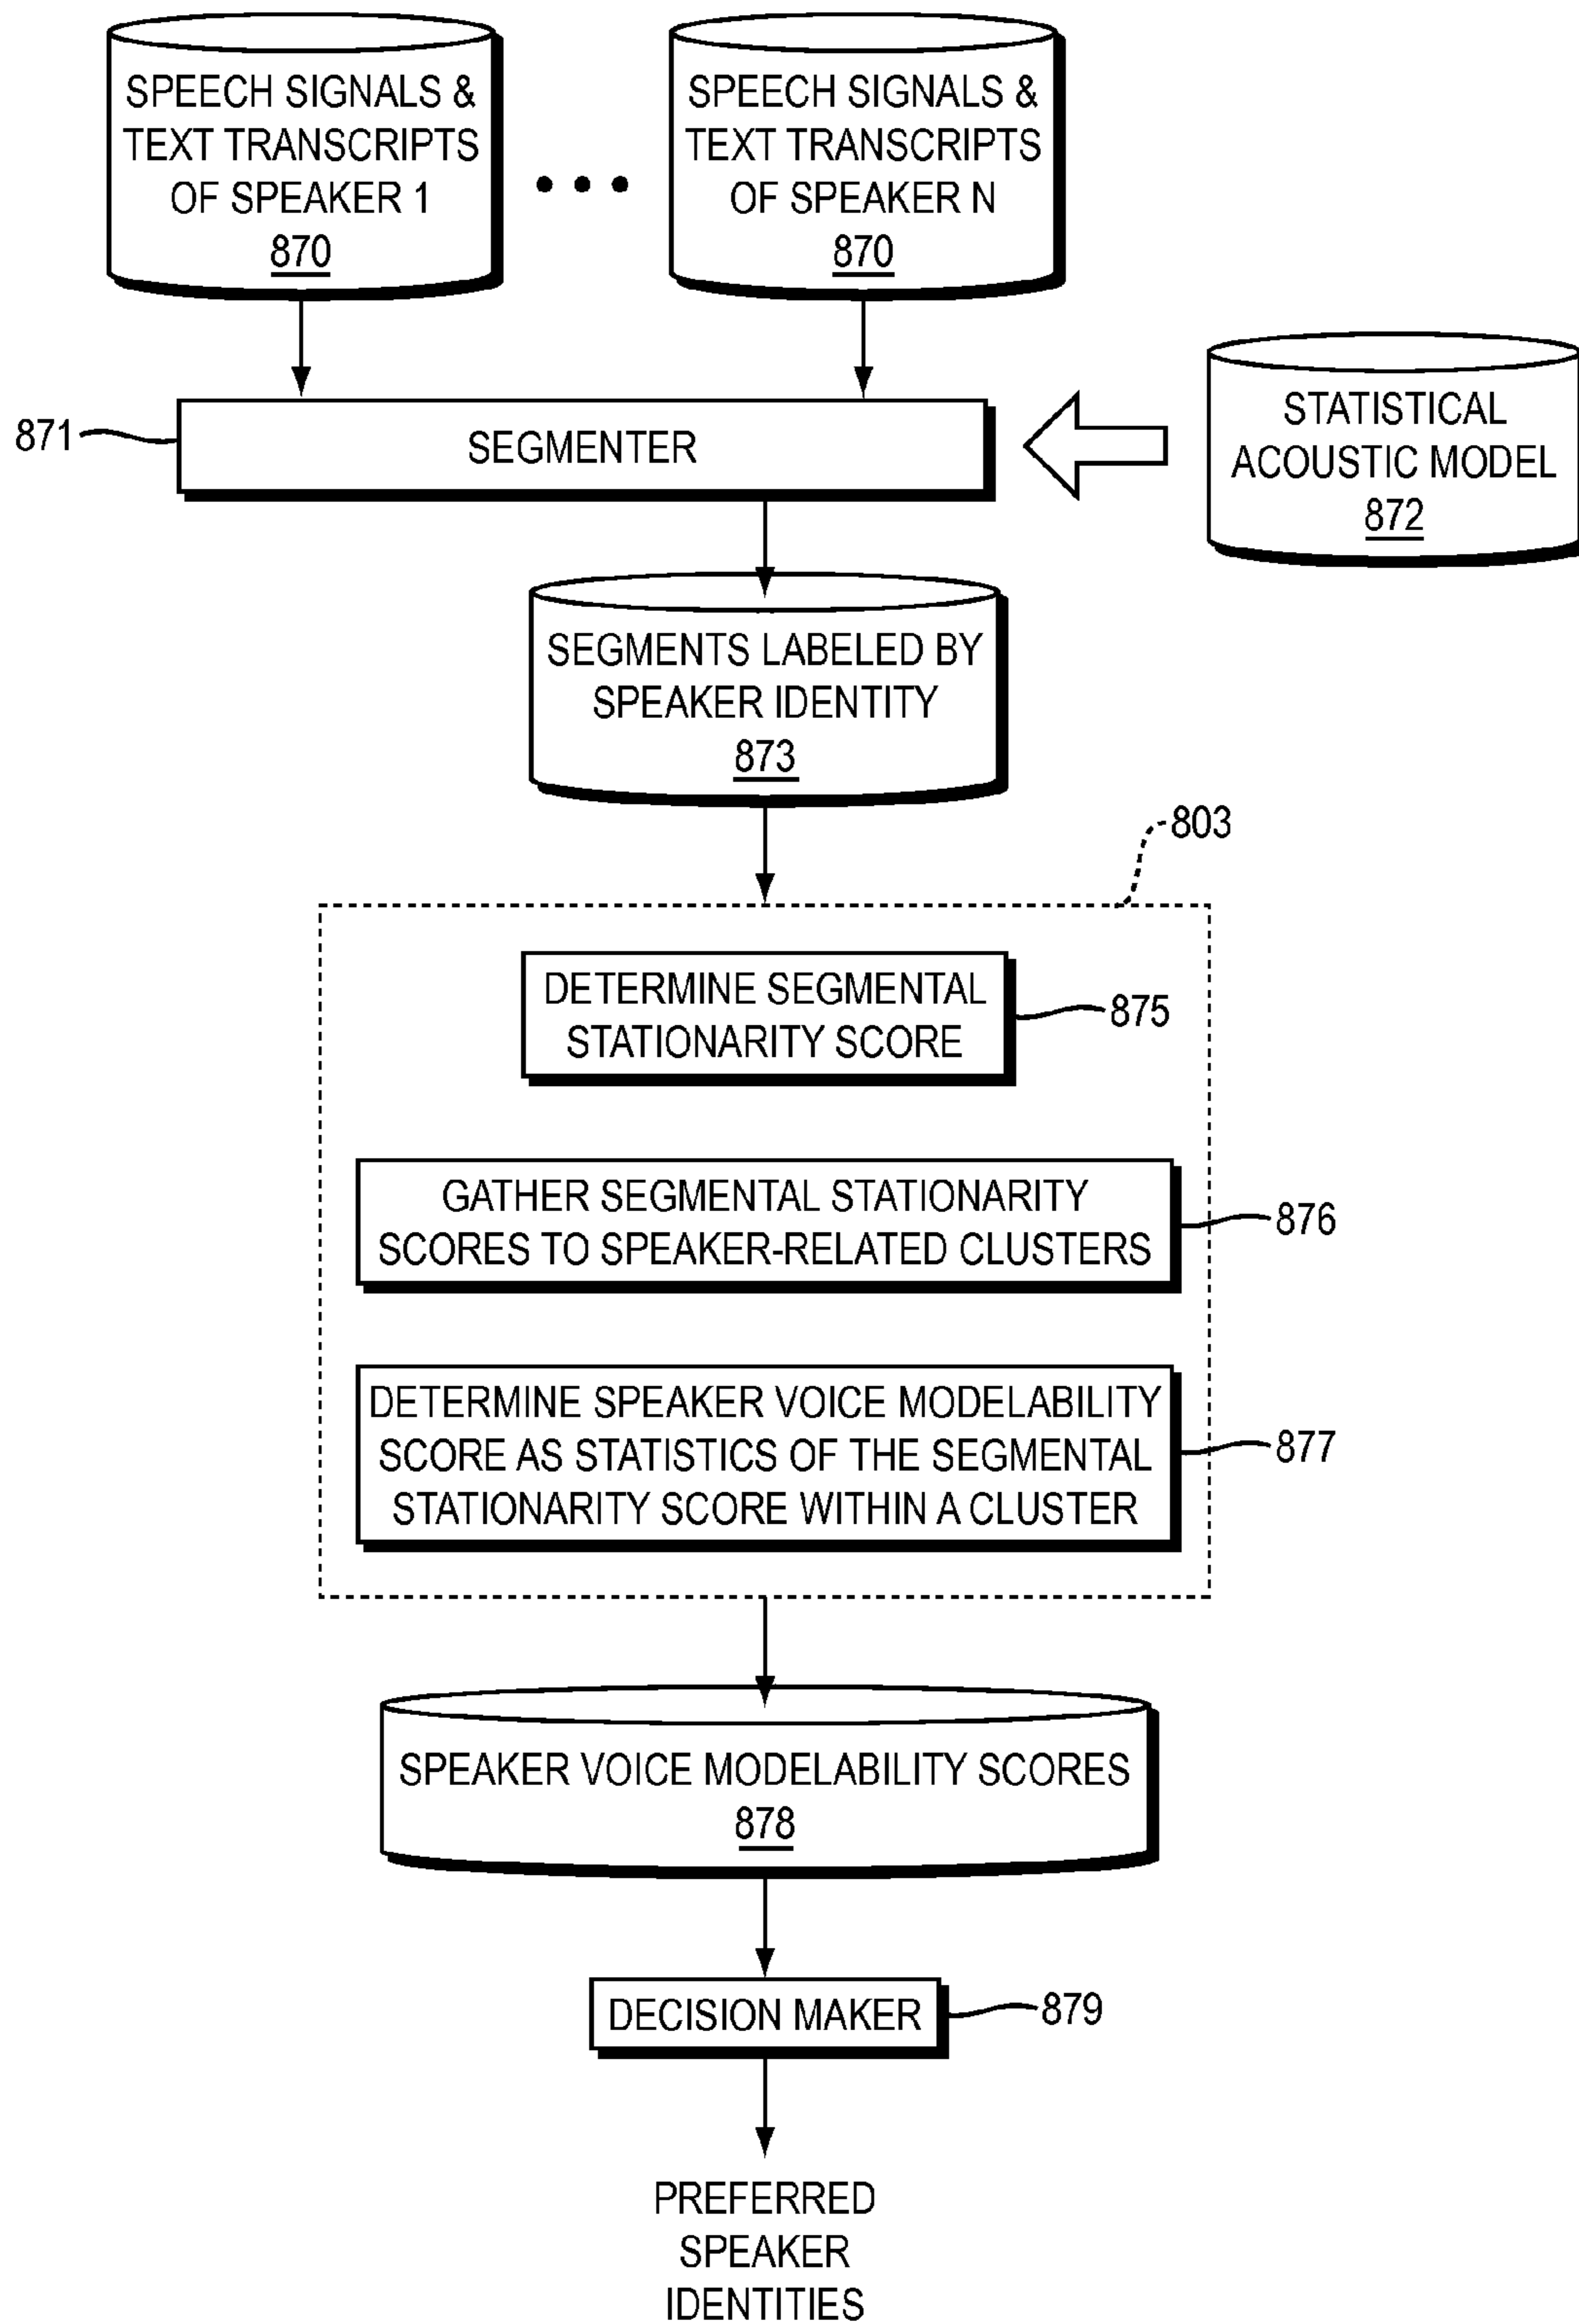 SPEECH SIGNALS &
TEXT TRANSCRIPTS
OF SPEAKER 1
870
SPEECH SIGNALS &
TEXT TRANSCRIPTS
OF SPEAKER N
870
STATISTICAL
ACOUSTIC MODEL
872
871
SEGMENTER
SEGMENTS LABELED BY
SPEAKER IDENTITY
873
803
DETERMINE SEGMENTAL
STATIONARITY SCORE
875
GATHER SEGMENTAL STATIONARITY
SCORES TO SPEAKER-RELATED CLUSTERS
876
DETERMINE SPEAKER VOICE MODELABILITY
SCORE AS STATISTICS OF THE SEGMENTAL
STATIONARITY SCORE WITHIN A CLUSTER
877
SPEAKER VOICE MODELABILITY SCORES
878
DECISION MAKER
879
PREFERRED
SPEAKER
IDENTITIES